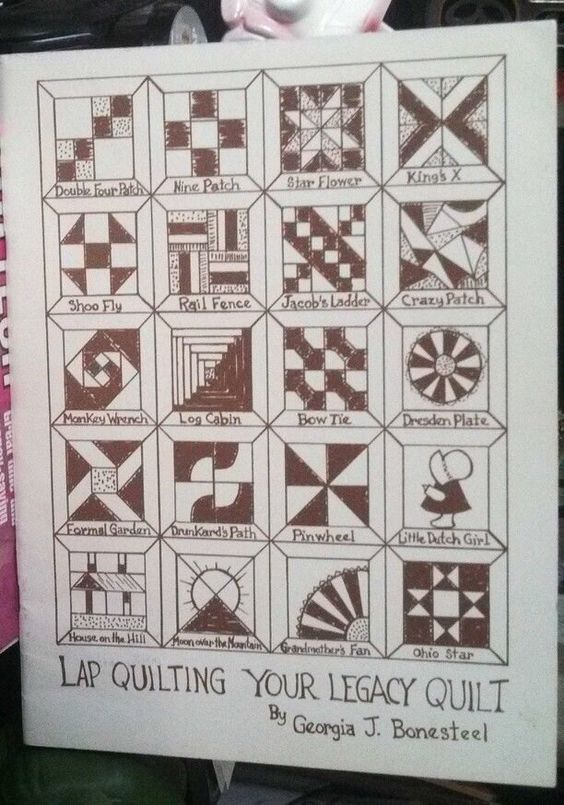 Double Four Patch
Nine Patch
Star Flower
King's X
Shoo Fly
Rail Fence
Jacob's Ladder
Crazy Patch
Monkey Wrench
Log Cabin
Bow Tie
Dresden Plate
Formal Garden
Drunkard's Path
Pinwheel
Little Dutch Girl
House on the Hill
Moon over the Mountain
Grandmother's Fan
Ohio Star
LAP QUILTING YOUR LEGACY QUILT
By Georgia J. Bonesteel